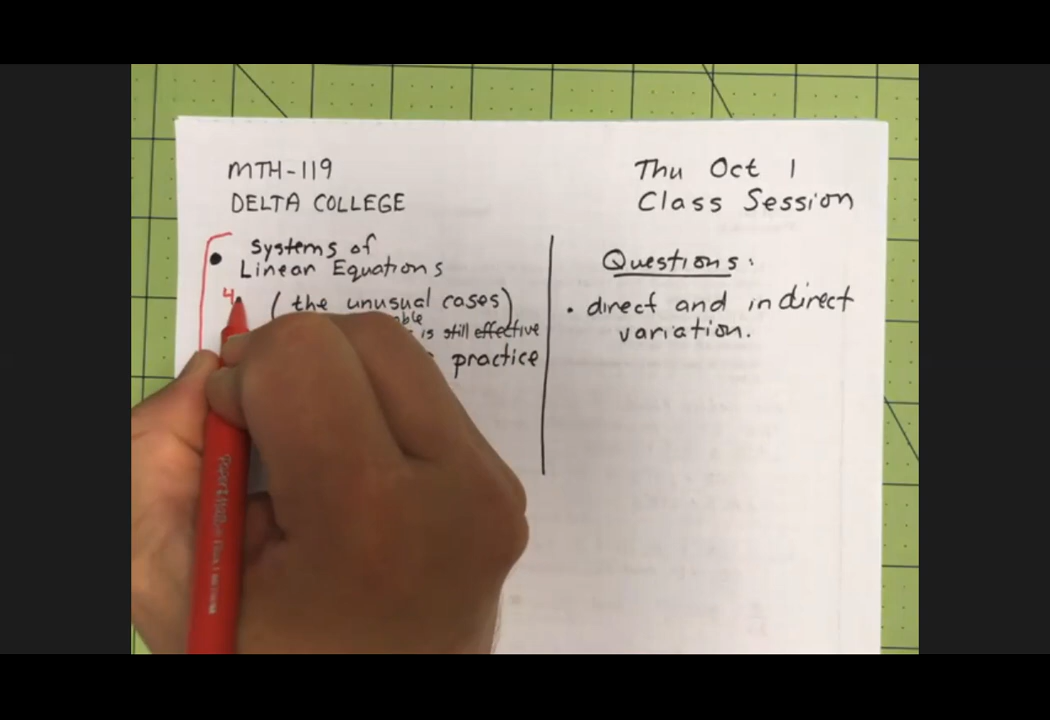 MTH-119
DELTA COLLEGE
Thu Oct 1
Class Session
• Systems of
Linear Equations
4
(the unusual cases)
is still effective
practice
Questions:
• direct and indirect
variation.